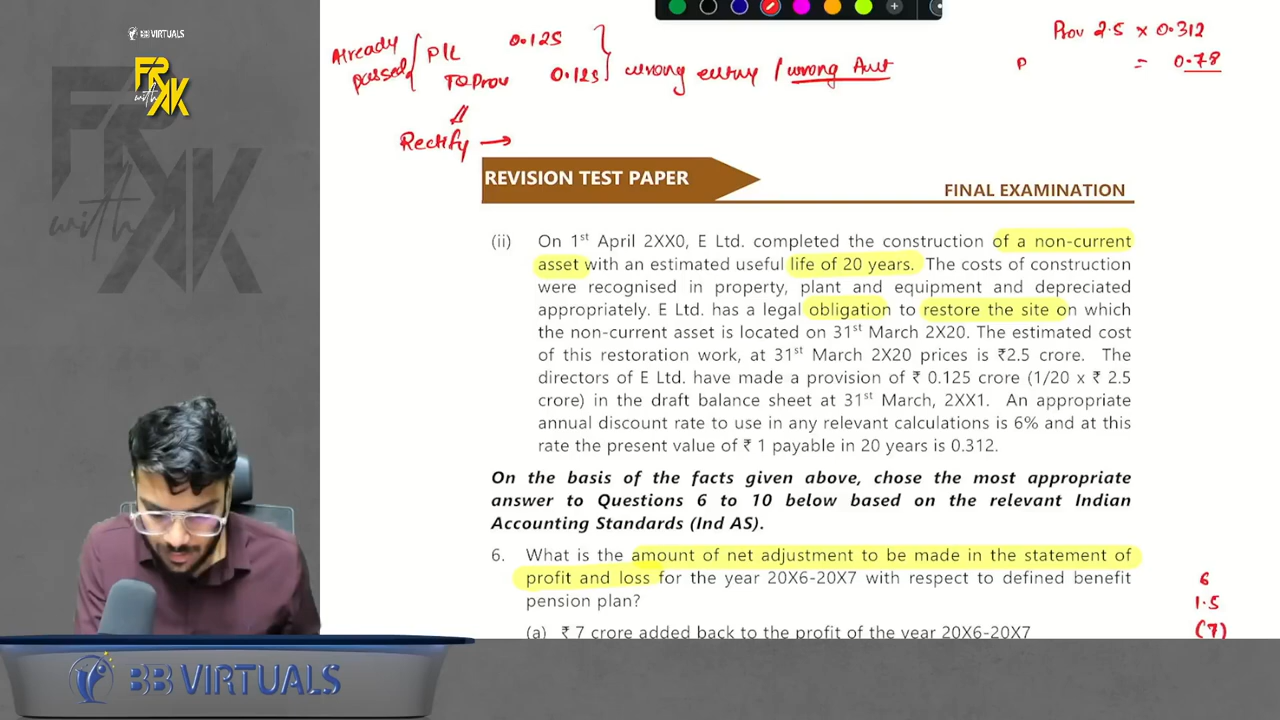 BB VIRTUALS
FR
with AK
FR
with AK
Already passed
P/L 0.125
To Prov 0.125
wrong entry / wrong Amt
Rectify →
Prov 2.5 x 0.312
P = 0.78
REVISION TEST PAPER
FINAL EXAMINATION
(ii) On 1st April 2XX0, E Ltd. completed the construction of a non-current
asset with an estimated useful life of 20 years. The costs of construction
were recognised in property, plant and equipment and depreciated
appropriately. E Ltd. has a legal obligation to restore the site on which
the non-current asset is located on 31st March 2X20. The estimated cost
of this restoration work, at 31st March 2X20 prices is ₹2.5 crore. The
directors of E Ltd. have made a provision of ₹ 0.125 crore (1/20 x ₹ 2.5
crore) in the draft balance sheet at 31st March, 2XX1. An appropriate
annual discount rate to use in any relevant calculations is 6% and at this
rate the present value of ₹ 1 payable in 20 years is 0.312.
On the basis of the facts given above, chose the most appropriate
answer to Questions 6 to 10 below based on the relevant Indian
Accounting Standards (Ind AS).
6. What is the amount of net adjustment to be made in the statement of
profit and loss for the year 20X6-20X7 with respect to defined benefit
pension plan?
(a) ₹ 7 crore added back to the profit of the year 20X6-20X7
6
1.5
(7)
BB VIRTUALS